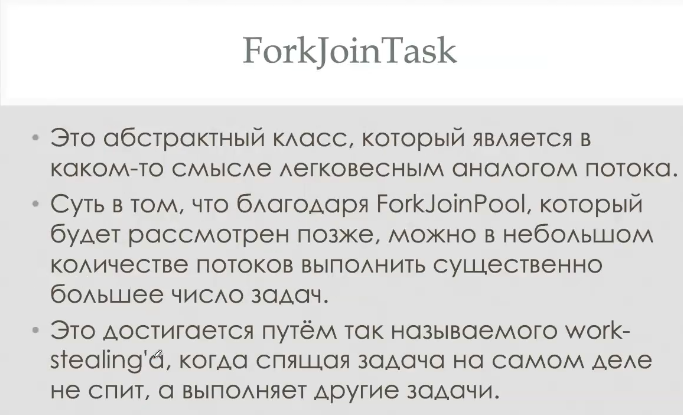 ForkJoinTask
• Это абстрактный класс, который является в
каком-то смысле легковесным аналогом потока.
• Суть в том, что благодаря ForkJoinPool, который
будет рассмотрен позже, можно в небольшом
количестве потоков выполнить существенно
большее число задач.
• Это достигается путём так называемого work-
stealing'а, когда спящая задача на самом деле
не спит, а выполняет другие задачи.